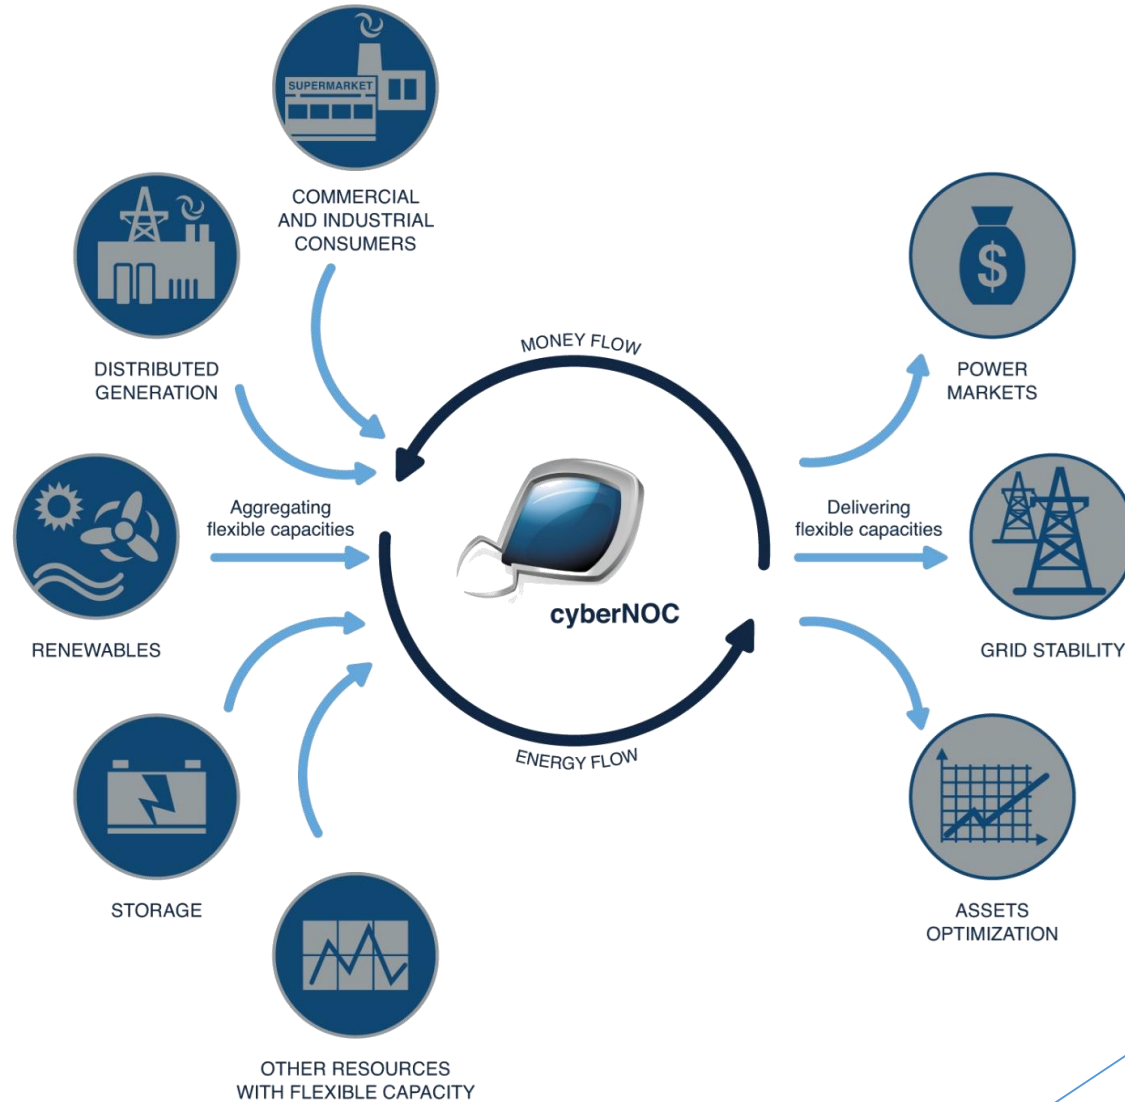 SUPERMARKET
COMMERCIAL
AND INDUSTRIAL
CONSUMERS
DISTRIBUTED
GENERATION
Aggregating
flexible capacities
RENEWABLES
STORAGE
OTHER RESOURCES
WITH FLEXIBLE CAPACITY
MONEY FLOW
cyberNOC
ENERGY FLOW
$
POWER
MARKETS
Delivering
flexible capacities
GRID STABILITY
ASSETS
OPTIMIZATION